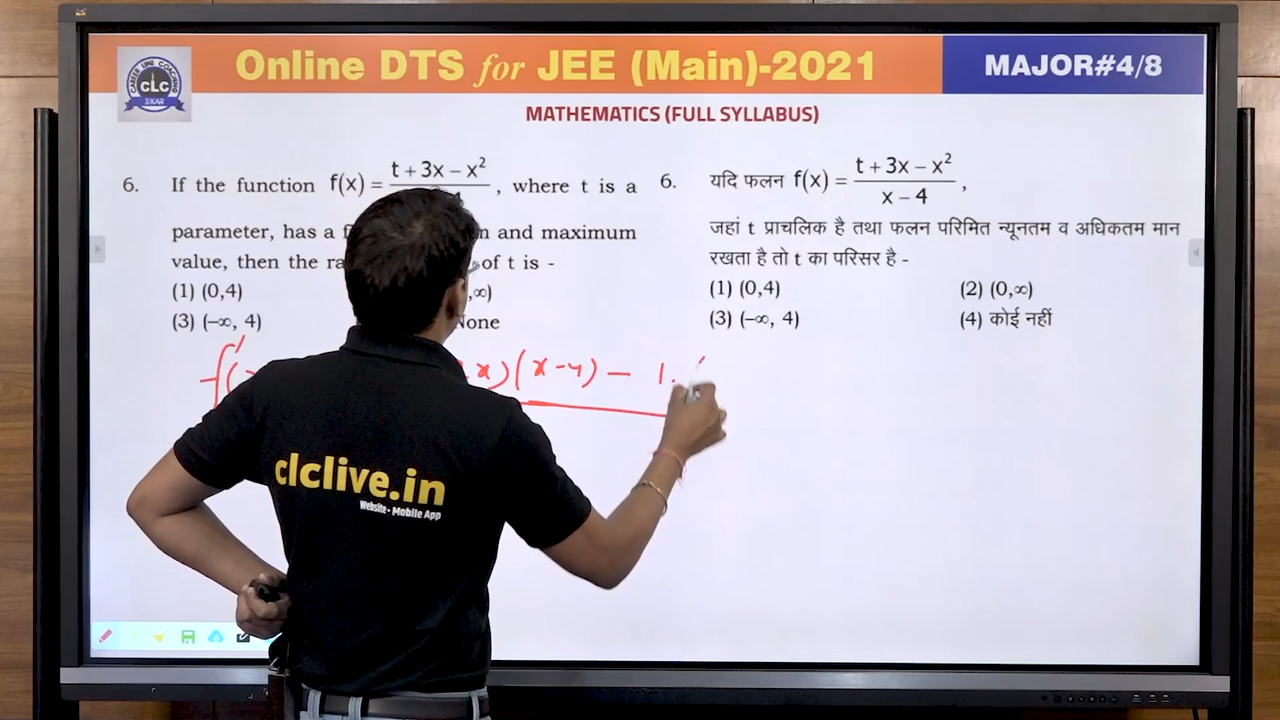 Online DTS for JEE (Main)-2021
MAJOR#4/8
CAREER LINE COACHING
CLC
SIKAR
MATHEMATICS (FULL SYLLABUS)
6. If the function f(x) = t + 3x – x² , where t is a
parameter, has a and maximum
value, then the of t is -
(1) (0,4) ,∞)
(3) (–∞, 4) None
6. यदि फलन f(x) = (t + 3x – x²)/(x – 4) ,
जहां t प्राचलिक है तथा फलन परिमित न्यूनतम व अधिकतम मान
रखता है तो t का परिसर है -
(1) (0,4) (2) (0,∞)
(3) (–∞, 4) (4) कोई नहीं
f'( x)(x-4) – 1.
clclive.in
Website - Mobile App